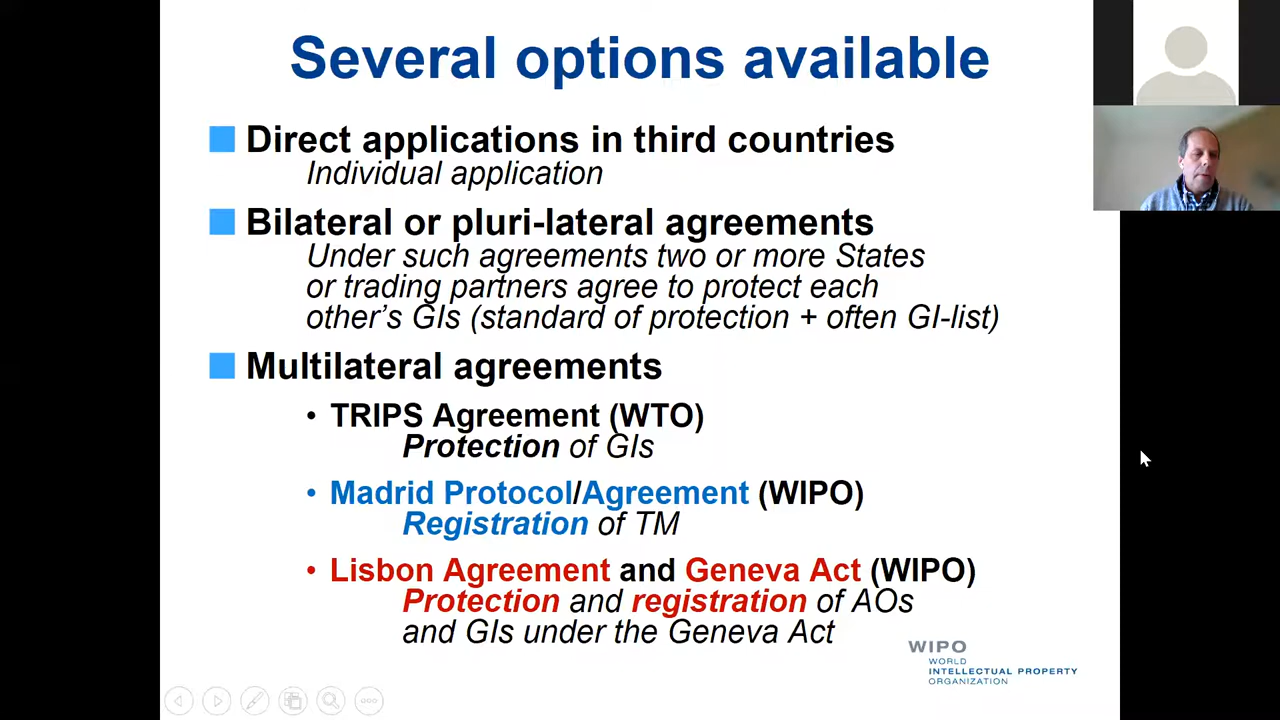 Several options available
Direct applications in third countries
Individual application
Bilateral or pluri-lateral agreements
Under such agreements two or more States
or trading partners agree to protect each
other's GIs (standard of protection + often GI-list)
Multilateral agreements
• TRIPS Agreement (WTO)
Protection of GIs
• Madrid Protocol/Agreement (WIPO)
Registration of TM
• Lisbon Agreement and Geneva Act (WIPO)
Protection and registration of AOs
and GIs under the Geneva Act
WIPO
WORLD
INTELLECTUAL PROPERTY
ORGANIZATION